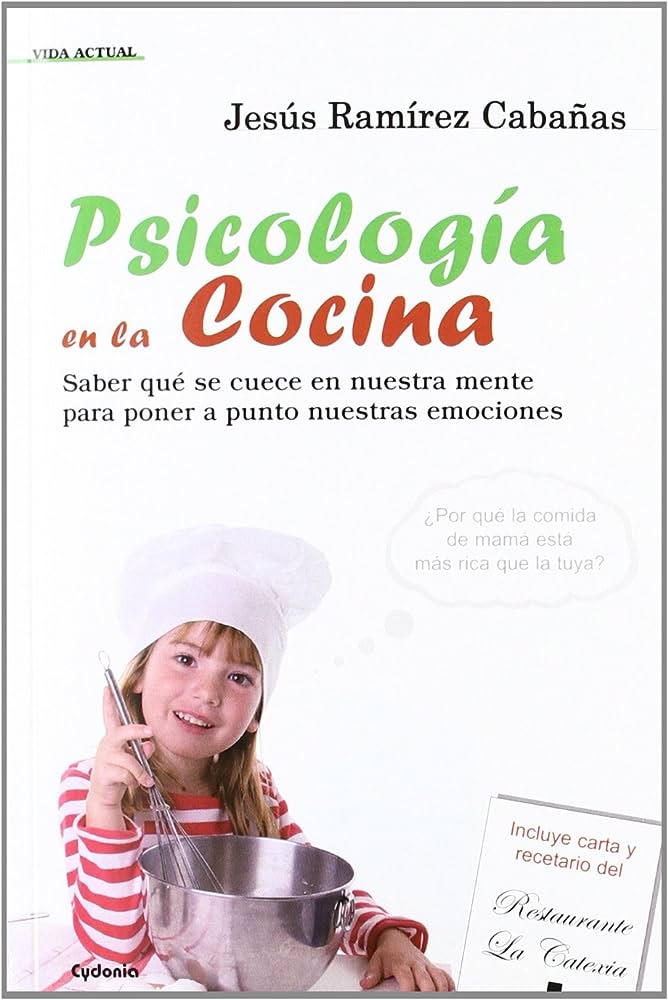 VIDA ACTUAL
Jesús Ramírez Cabañas
Psicología
en la Cocina
Saber qué se cuece en nuestra mente
para poner a punto nuestras emociones
¿Por qué la comida
de mamá está
más rica que la tuya?
Incluye carta y
recetario del
Restaurante
La Catexia
Cydonia